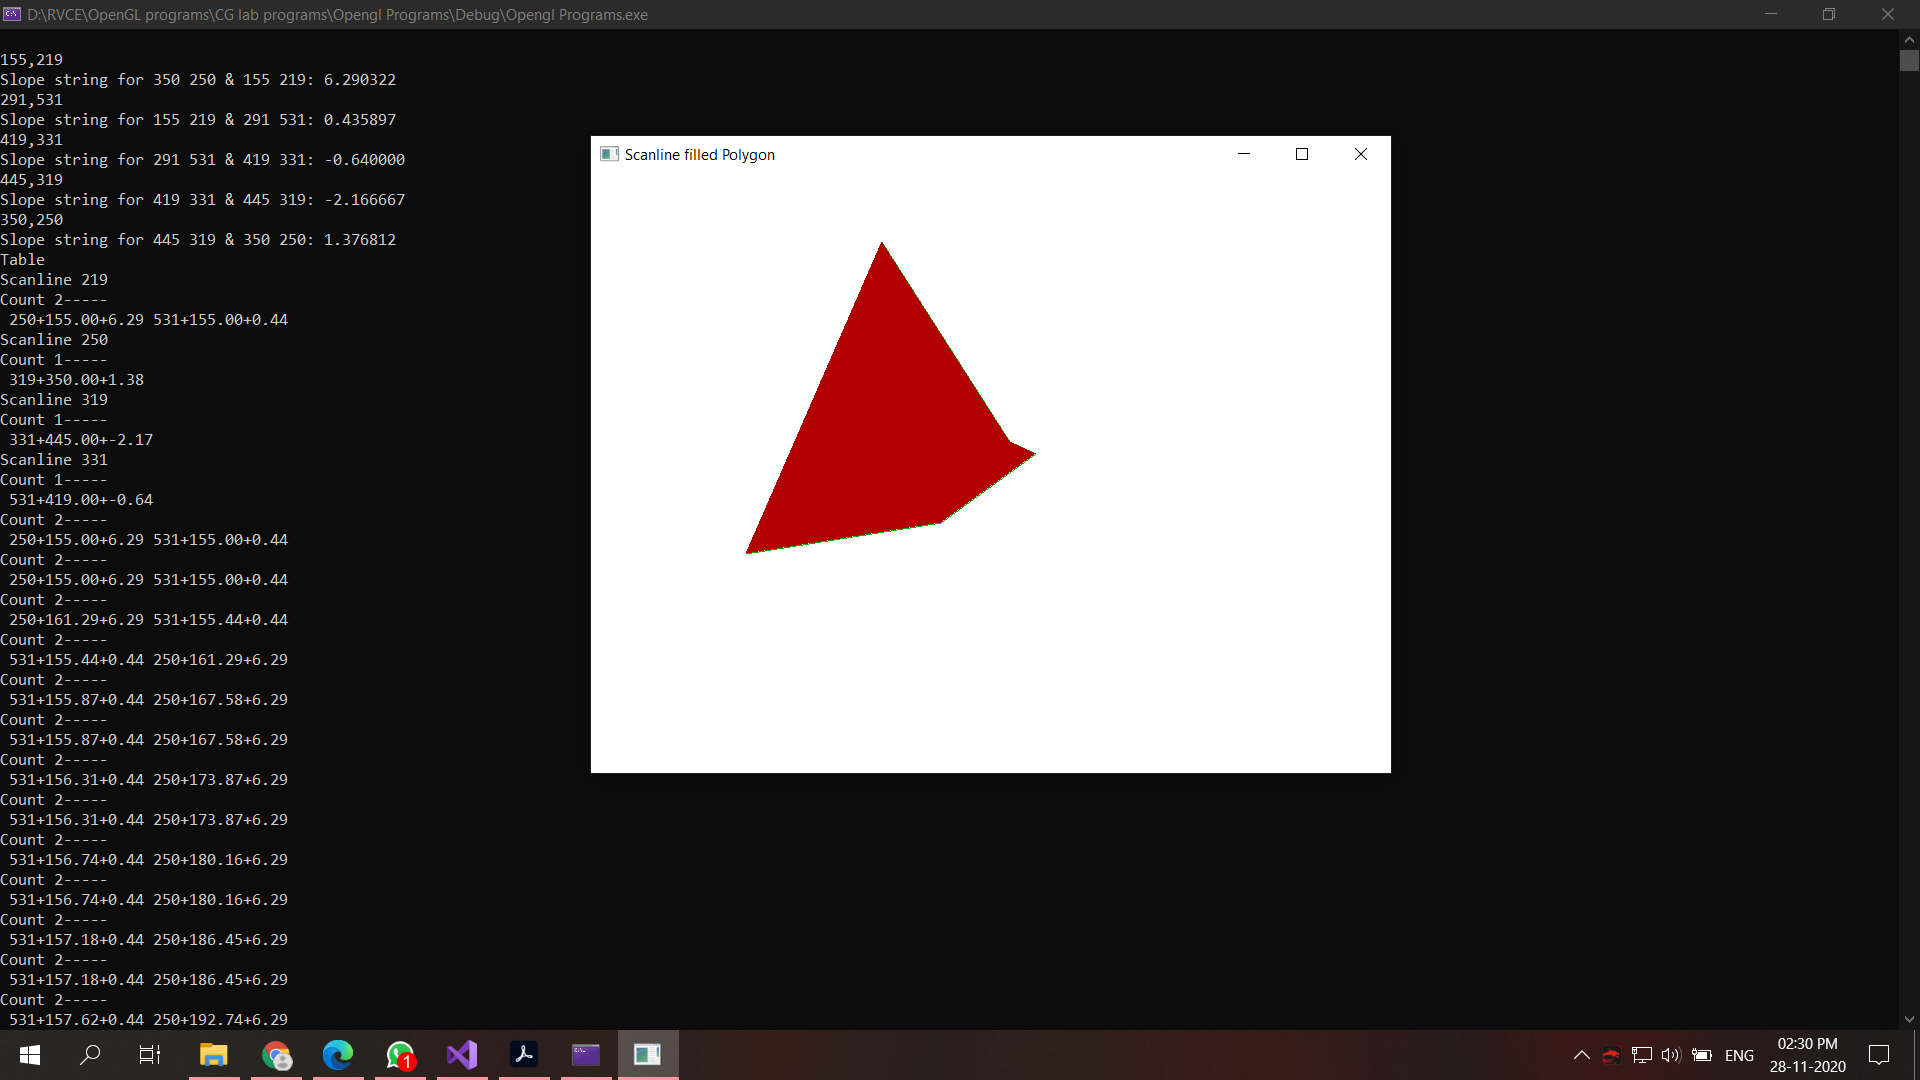 D:\RVCE\OpenGL programs\CG lab programs\Opengl Programs\Debug\Opengl Programs.exe
155,219
Slope string for 350 250 & 155 219: 6.290322
291,531
Slope string for 155 219 & 291 531: 0.435897
419,331
Slope string for 291 531 & 419 331: -0.640000
445,319
Slope string for 419 331 & 445 319: -2.166667
350,250
Slope string for 445 319 & 350 250: 1.376812
Table
Scanline 219
Count 2-----
250+155.00+6.29 531+155.00+0.44
Scanline 250
Count 1-----
319+350.00+1.38
Scanline 319
Count 1-----
331+445.00+-2.17
Scanline 331
Count 1-----
531+419.00+-0.64
Count 2-----
250+155.00+6.29 531+155.00+0.44
Count 2-----
250+155.00+6.29 531+155.00+0.44
Count 2-----
250+161.29+6.29 531+155.44+0.44
Count 2-----
531+155.44+0.44 250+161.29+6.29
Count 2-----
531+155.87+0.44 250+167.58+6.29
Count 2-----
531+155.87+0.44 250+167.58+6.29
Count 2-----
531+156.31+0.44 250+173.87+6.29
Count 2-----
531+156.31+0.44 250+173.87+6.29
Count 2-----
531+156.74+0.44 250+180.16+6.29
Count 2-----
531+156.74+0.44 250+180.16+6.29
Count 2-----
531+157.18+0.44 250+186.45+6.29
Count 2-----
531+157.18+0.44 250+186.45+6.29
Count 2-----
531+157.62+0.44 250+192.74+6.29
Scanline filled Polygon
1
ENG
02:30 PM
28-11-2020